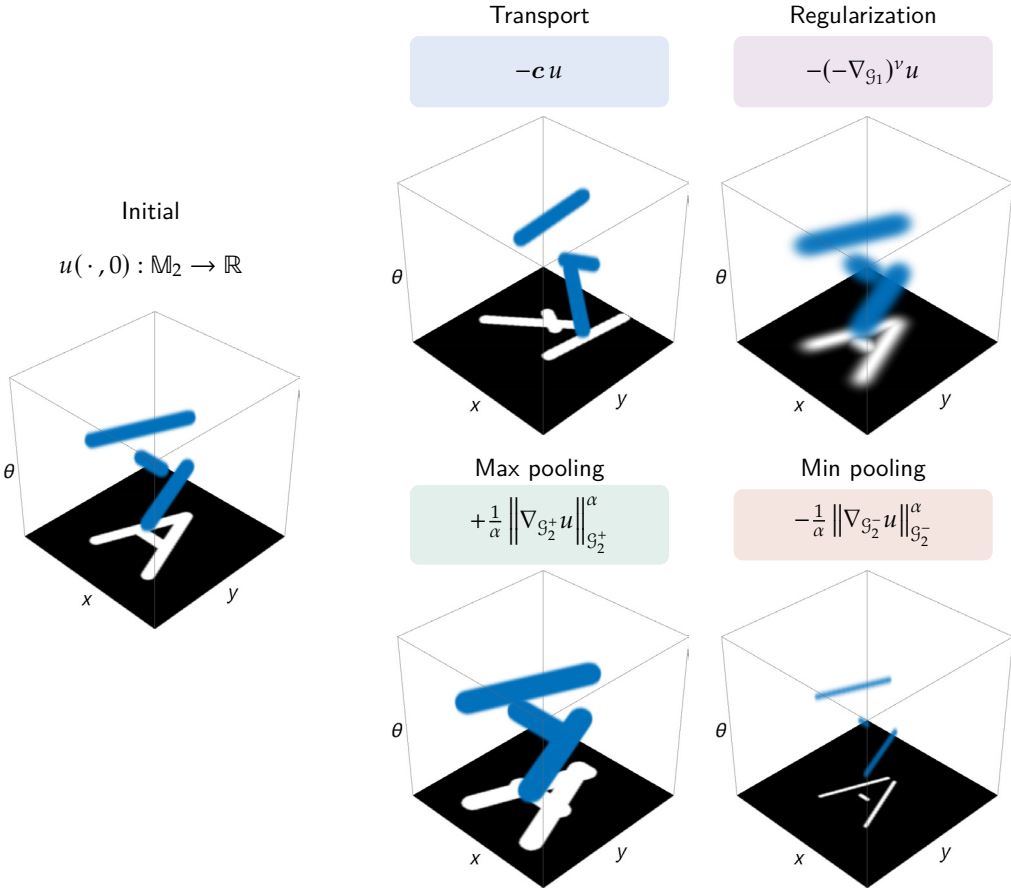 Initial
u(·,0) : 𝕄₂ → ℝ
θ
x
y
Transport
−𝒄 u
θ
x
y
Regularization
−(−∇_{𝒢₁})^ν u
θ
x
y
Max pooling
+1/α ‖∇_{𝒢₂⁺} u‖^α_{𝒢₂⁺}
θ
x
y
Min pooling
−1/α ‖∇_{𝒢₂⁻} u‖^α_{𝒢₂⁻}
θ
x
y
A